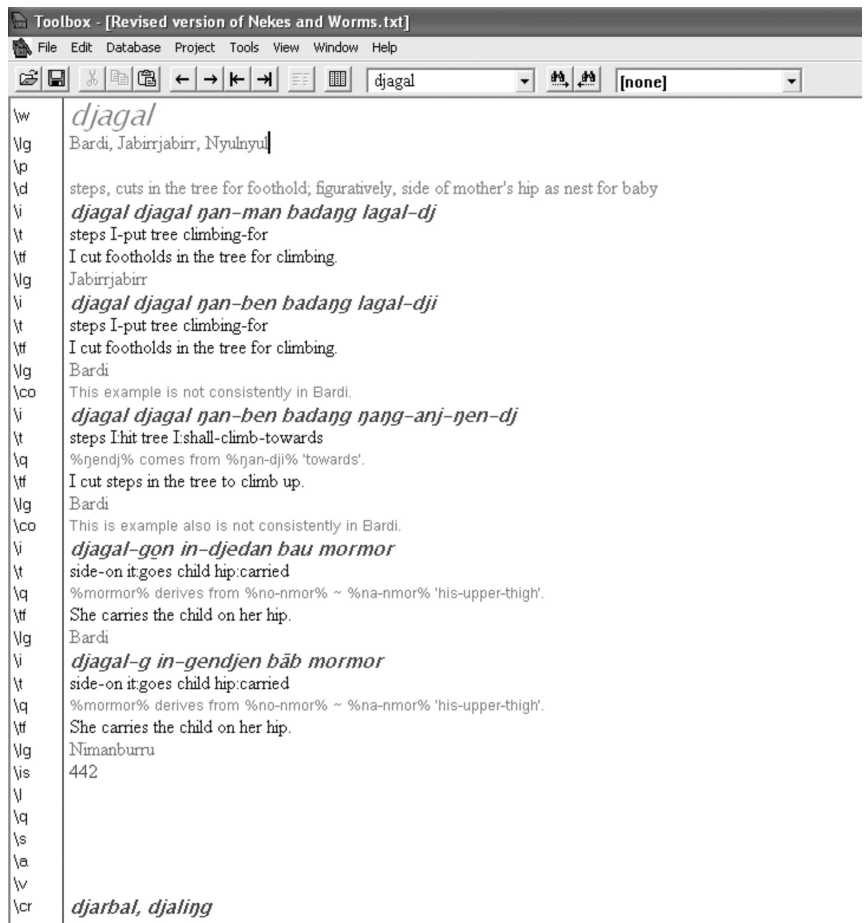 Toolbox - [Revised version of Nekes and Worms.txt]
File Edit Database Project Tools View Window Help
djagal [none]
\w djagal
\lg Bardi, Jabirrjabirr, Nyulnyul
\p
\d steps, cuts in the tree for foothold; figuratively, side of mother's hip as nest for baby
\i djagal djagal ŋan-man badaŋg lagal-dj
\t steps I-put tree climbing-for
\tf I cut footholds in the tree for climbing.
\lg Jabirrjabirr
\i djagal djagal ŋan-ben badaŋg lagal-dji
\t steps I-put tree climbing-for
\tf I cut footholds in the tree for climbing.
\lg Bardi
\co This example is not consistently in Bardi.
\i djagal djagal ŋan-ben badaŋg ŋaŋg-anj-ŋen-dj
\t steps I:hit tree I:shall-climb-towards
\q %ŋendj% comes from %ŋan-dji% 'towards'.
\tf I cut steps in the tree to climb up.
\lg Bardi
\co This is example also is not consistently in Bardi.
\i djagal-go̱n in-djedan bau mormor
\t side-on it:goes child hip:carried
\q %mormor% derives from %no-nmor% ~ %na-nmor% 'his-upper-thigh'.
\tf She carries the child on her hip.
\lg Bardi
\i djagal-g in-gendjen bāb mormor
\t side-on it:goes child hip:carried
\q %mormor% derives from %no-nmor% ~ %na-nmor% 'his-upper-thigh'.
\tf She carries the child on her hip.
\lg Nimanburru
\is 442
\l
\q
\s
\a
\v
\cr djarbal, djaliŋg